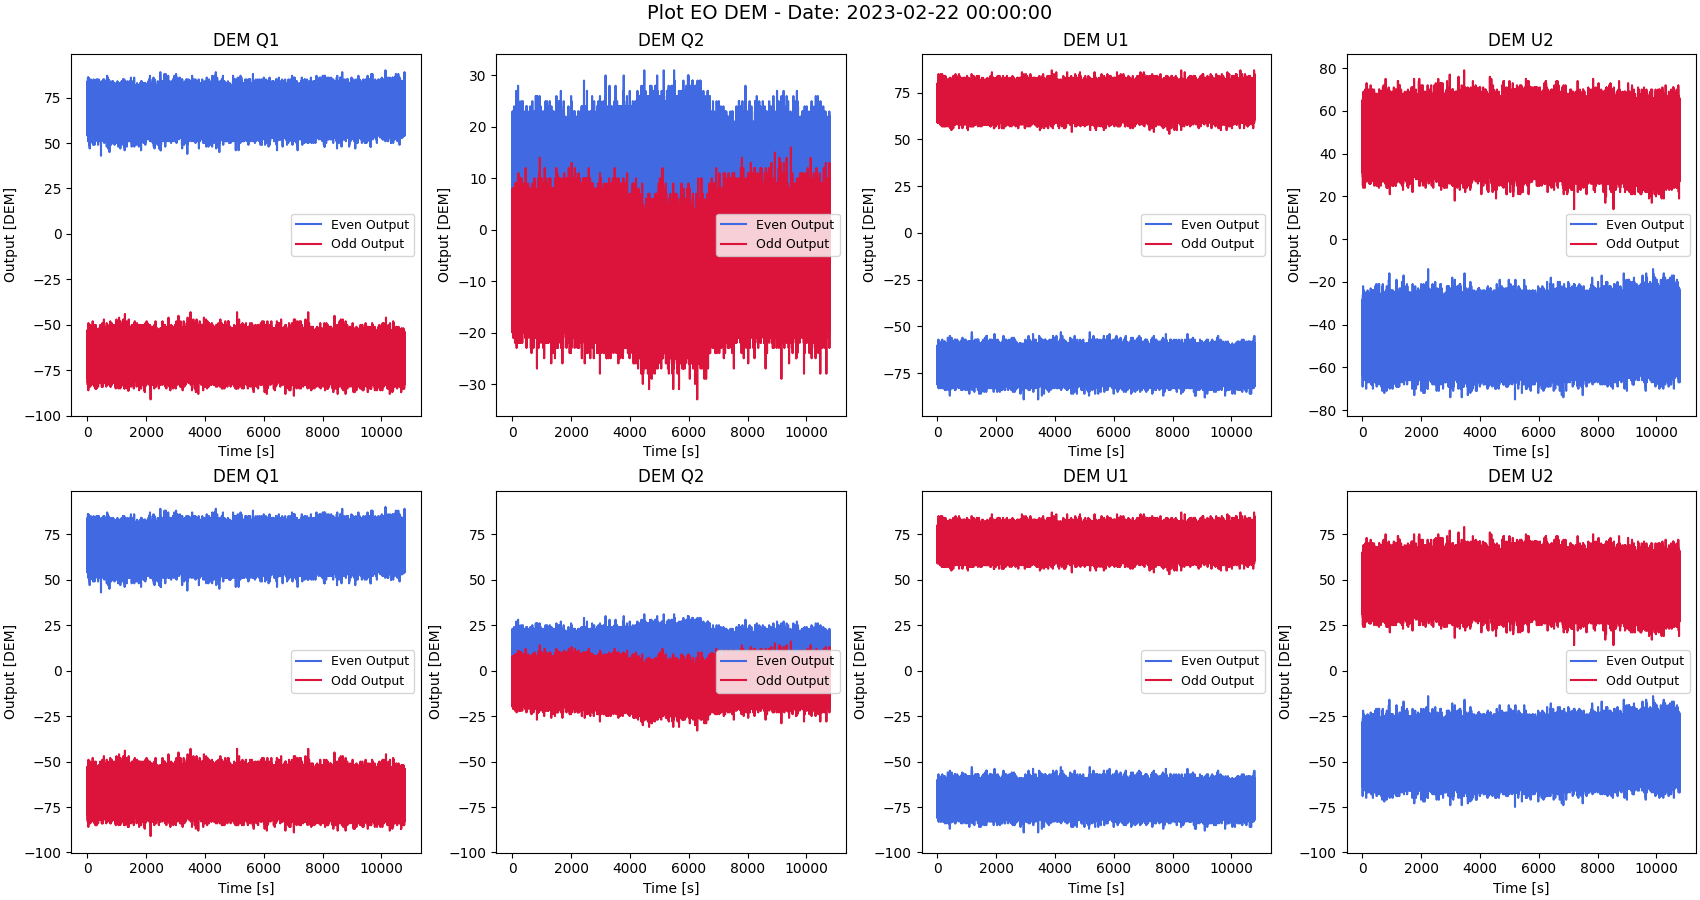 Plot EO DEM - Date: 2023-02-22 00:00:00
DEM Q1
Output [DEM]
75
50
25
0
−25
−50
−75
−100
Even Output
Odd Output
0 2000 4000 6000 8000 10000
Time [s]
DEM Q2
Output [DEM]
30
20
10
0
−10
−20
−30
Even Output
Odd Output
0 2000 4000 6000 8000 10000
Time [s]
DEM U1
Output [DEM]
75
50
25
0
−25
−50
−75
Even Output
Odd Output
0 2000 4000 6000 8000 10000
Time [s]
DEM U2
Output [DEM]
80
60
40
20
0
−20
−40
−60
−80
Even Output
Odd Output
0 2000 4000 6000 8000 10000
Time [s]
DEM Q1
Output [DEM]
75
50
25
0
−25
−50
−75
−100
Even Output
Odd Output
0 2000 4000 6000 8000 10000
Time [s]
DEM Q2
Output [DEM]
75
50
25
0
−25
−50
−75
−100
Even Output
Odd Output
0 2000 4000 6000 8000 10000
Time [s]
DEM U1
Output [DEM]
75
50
25
0
−25
−50
−75
−100
Even Output
Odd Output
0 2000 4000 6000 8000 10000
Time [s]
DEM U2
Output [DEM]
75
50
25
0
−25
−50
−75
−100
Even Output
Odd Output
0 2000 4000 6000 8000 10000
Time [s]